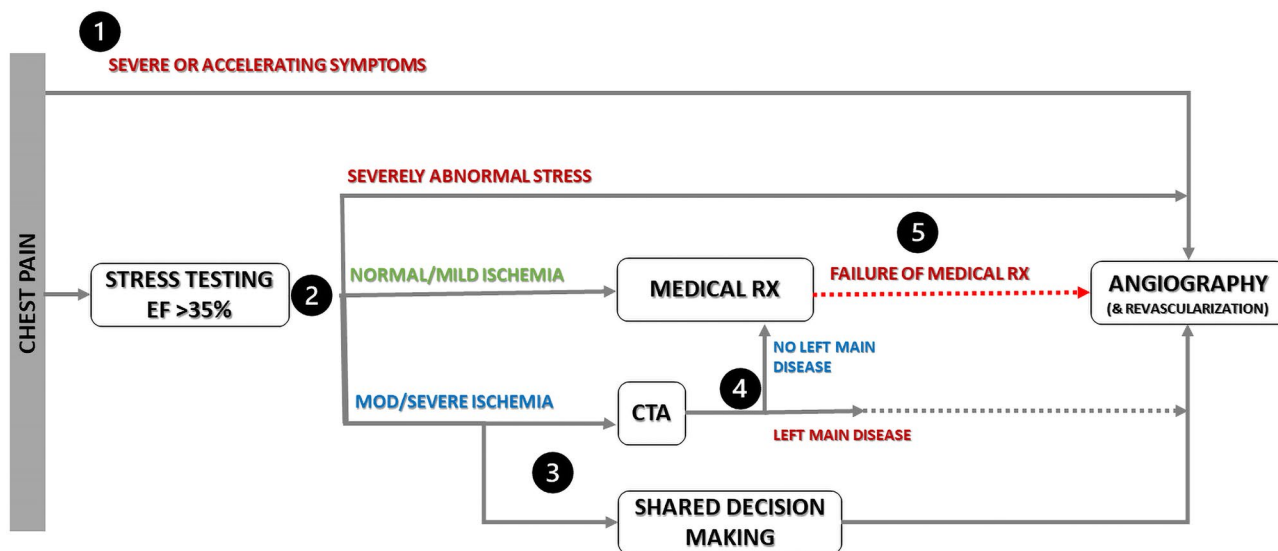 1
SEVERE OR ACCELERATING SYMPTOMS
CHEST PAIN
SEVERELY ABNORMAL STRESS
STRESS TESTING
EF >35%
2
NORMAL/MILD ISCHEMIA
MEDICAL RX
5
FAILURE OF MEDICAL RX
ANGIOGRAPHY
(& REVASCULARIZATION)
NO LEFT MAIN
DISEASE
MOD/SEVERE ISCHEMIA
CTA
4
LEFT MAIN DISEASE
3
SHARED DECISION
MAKING